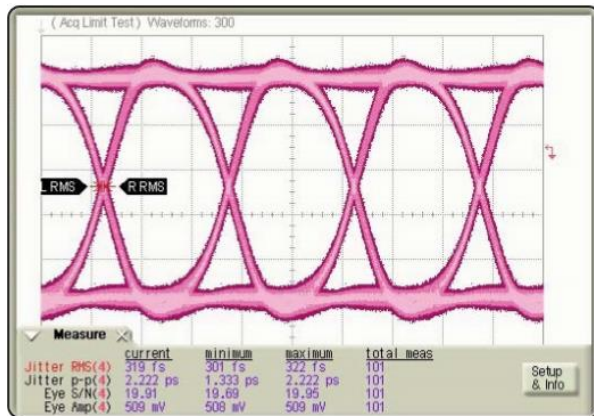 ( Acq Limit Test ) Waveforms: 300
L RMS R RMS
Measure
current minimum maximum total meas
Jitter RMS(4) 319 fs 301 fs 322 fs 101
Jitter p-p(4) 2.222 ps 1.333 ps 2.222 ps 101
Eye S/N(4) 19.91 19.69 19.95 101
Eye Amp(4) 509 mV 508 mV 509 mV 101
Setup
& Info